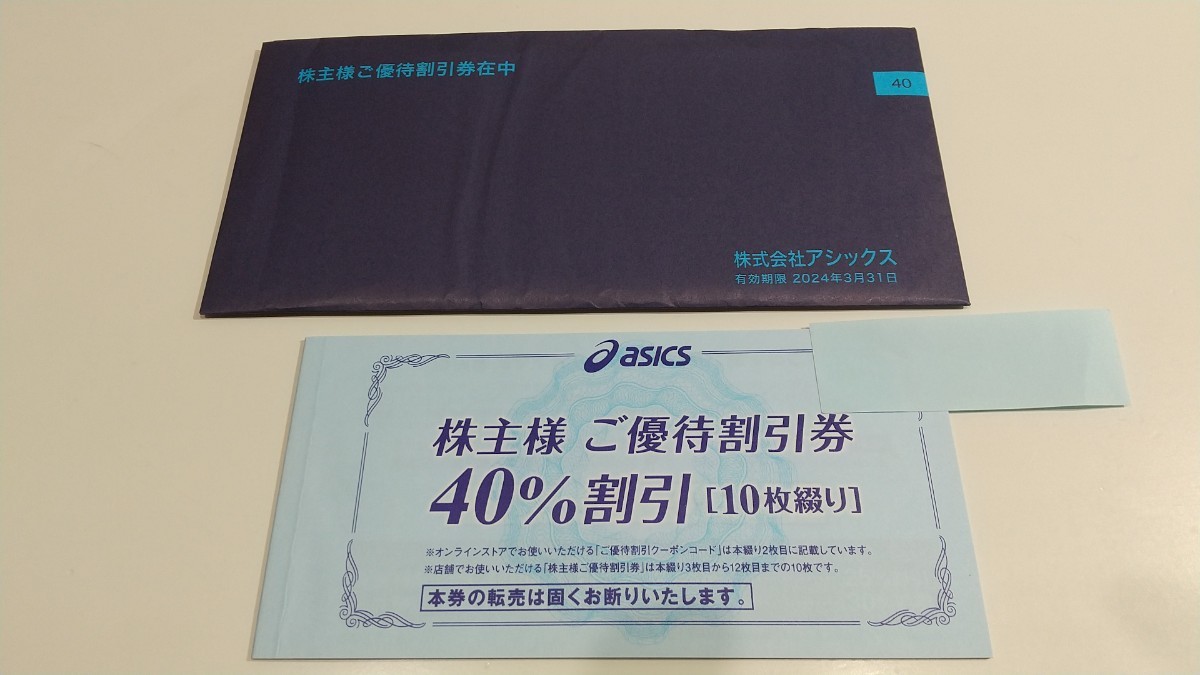 株主様ご優待割引券在中
40
株式会社アシックス
有効期限 2024年3月31日
asics
株主様 ご優待割引券
40%割引[10枚綴り]
※オンラインストアでお使いいただける「ご優待割引クーポンコード」は本綴り2枚目に記載しています。
※店舗でお使いいただける「株主様ご優待割引券」は本綴り3枚目から12枚目までの10枚です。
本券の転売は固くお断りいたします。